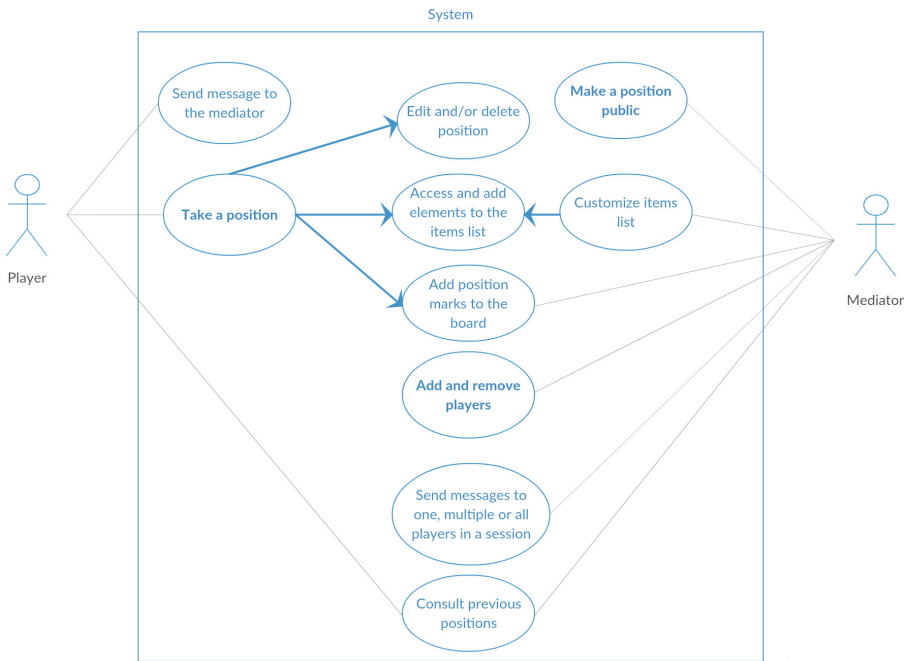 System
Send message to
the mediator
Edit and/or delete
position
Make a position
public
Take a position
Access and add
elements to the
items list
Customize items
list
Player
Add position
marks to the
board
Mediator
Add and remove
players
Send messages to
one, multiple or all
players in a session
Consult previous
positions